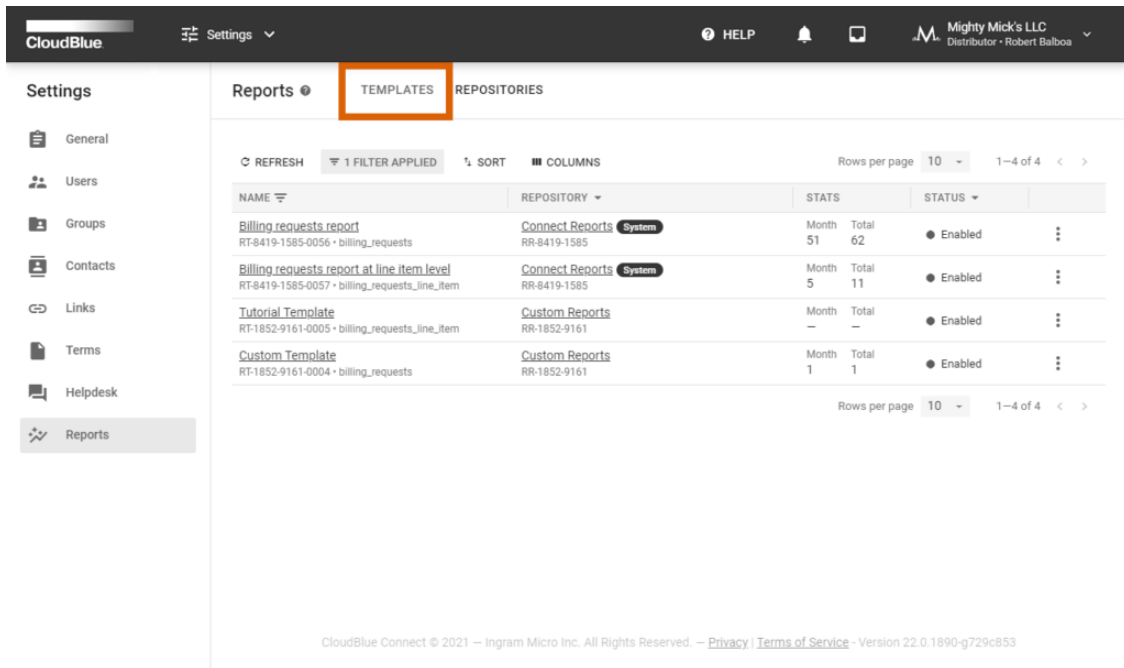 CloudBlue.
Settings
HELP
Mighty Mick's LLC
Distributor • Robert Balboa
Settings
General
Users
Groups
Contacts
Links
Terms
Helpdesk
Reports
Reports
TEMPLATES
REPOSITORIES
REFRESH
1 FILTER APPLIED
SORT
COLUMNS
Rows per page 10
1–4 of 4
NAME
REPOSITORY
STATS
STATUS
Billing requests report
RT-8419-1585-0056 • billing_requests
Connect Reports System
RR-8419-1585
Month Total
51 62
Enabled
Billing requests report at line item level
RT-8419-1585-0057 • billing_requests_line_item
Connect Reports System
RR-8419-1585
Month Total
5 11
Enabled
Tutorial Template
RT-1852-9161-0005 • billing_requests_line_item
Custom Reports
RR-1852-9161
Month Total
– –
Enabled
Custom Template
RT-1852-9161-0004 • billing_requests
Custom Reports
RR-1852-9161
Month Total
1 1
Enabled
Rows per page 10
1–4 of 4
CloudBlue Connect © 2021 — Ingram Micro Inc. All Rights Reserved. — Privacy | Terms of Service - Version 22.0.1890-g729c853